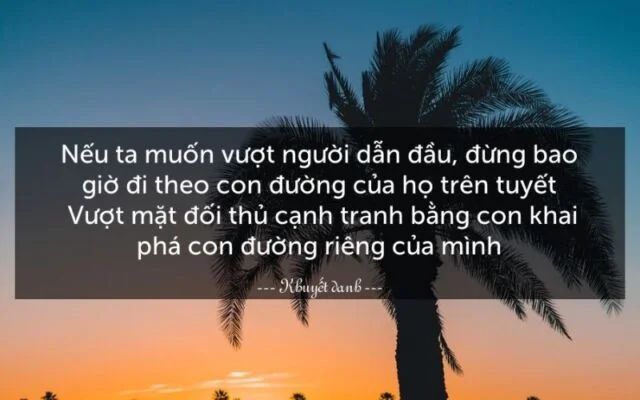 Nếu ta muốn vượt người dẫn đầu, đừng bao
giờ đi theo con đường của họ trên tuyết
Vượt mặt đối thủ cạnh tranh bằng con khai
phá con đường riêng của mình
--- Khuyết danh ---